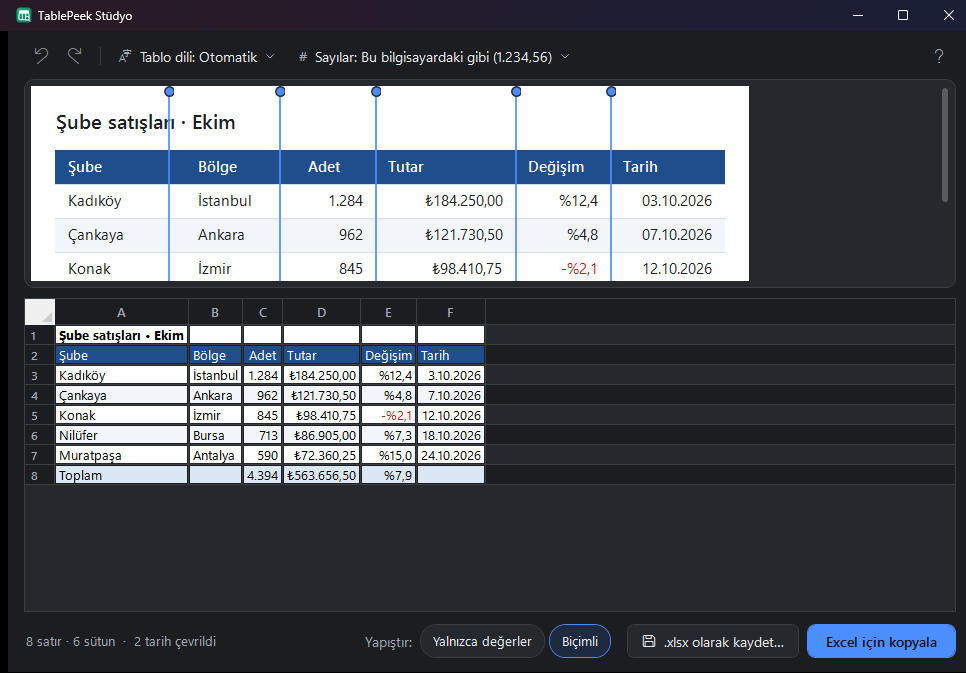 TablePeek Stüdyo
Tablo dili: Otomatik # Sayılar: Bu bilgisayardaki gibi (1.234,56) ?
Şube satışları · Ekim
Şube Bölge Adet Tutar Değişim Tarih
Kadıköy İstanbul 1.284 ₺184.250,00 %12,4 03.10.2026
Çankaya Ankara 962 ₺121.730,50 %4,8 07.10.2026
Konak İzmir 845 ₺98.410,75 -%2,1 12.10.2026
A B C D E F
1 Şube satışları • Ekim
2 Şube Bölge Adet Tutar Değişim Tarih
3 Kadıköy İstanbul 1.284 ₺184.250,00 %12,4 3.10.2026
4 Çankaya Ankara 962 ₺121.730,50 %4,8 7.10.2026
5 Konak İzmir 845 ₺98.410,75 -%2,1 12.10.2026
6 Nilüfer Bursa 713 ₺86.905,00 %7,3 18.10.2026
7 Muratpaşa Antalya 590 ₺72.360,25 %15,0 24.10.2026
8 Toplam 4.394 ₺563.656,50 %7,9
8 satır · 6 sütun · 2 tarih çevrildi Yapıştır: Yalnızca değerler Biçimli .xlsx olarak kaydet... Excel için kopyala